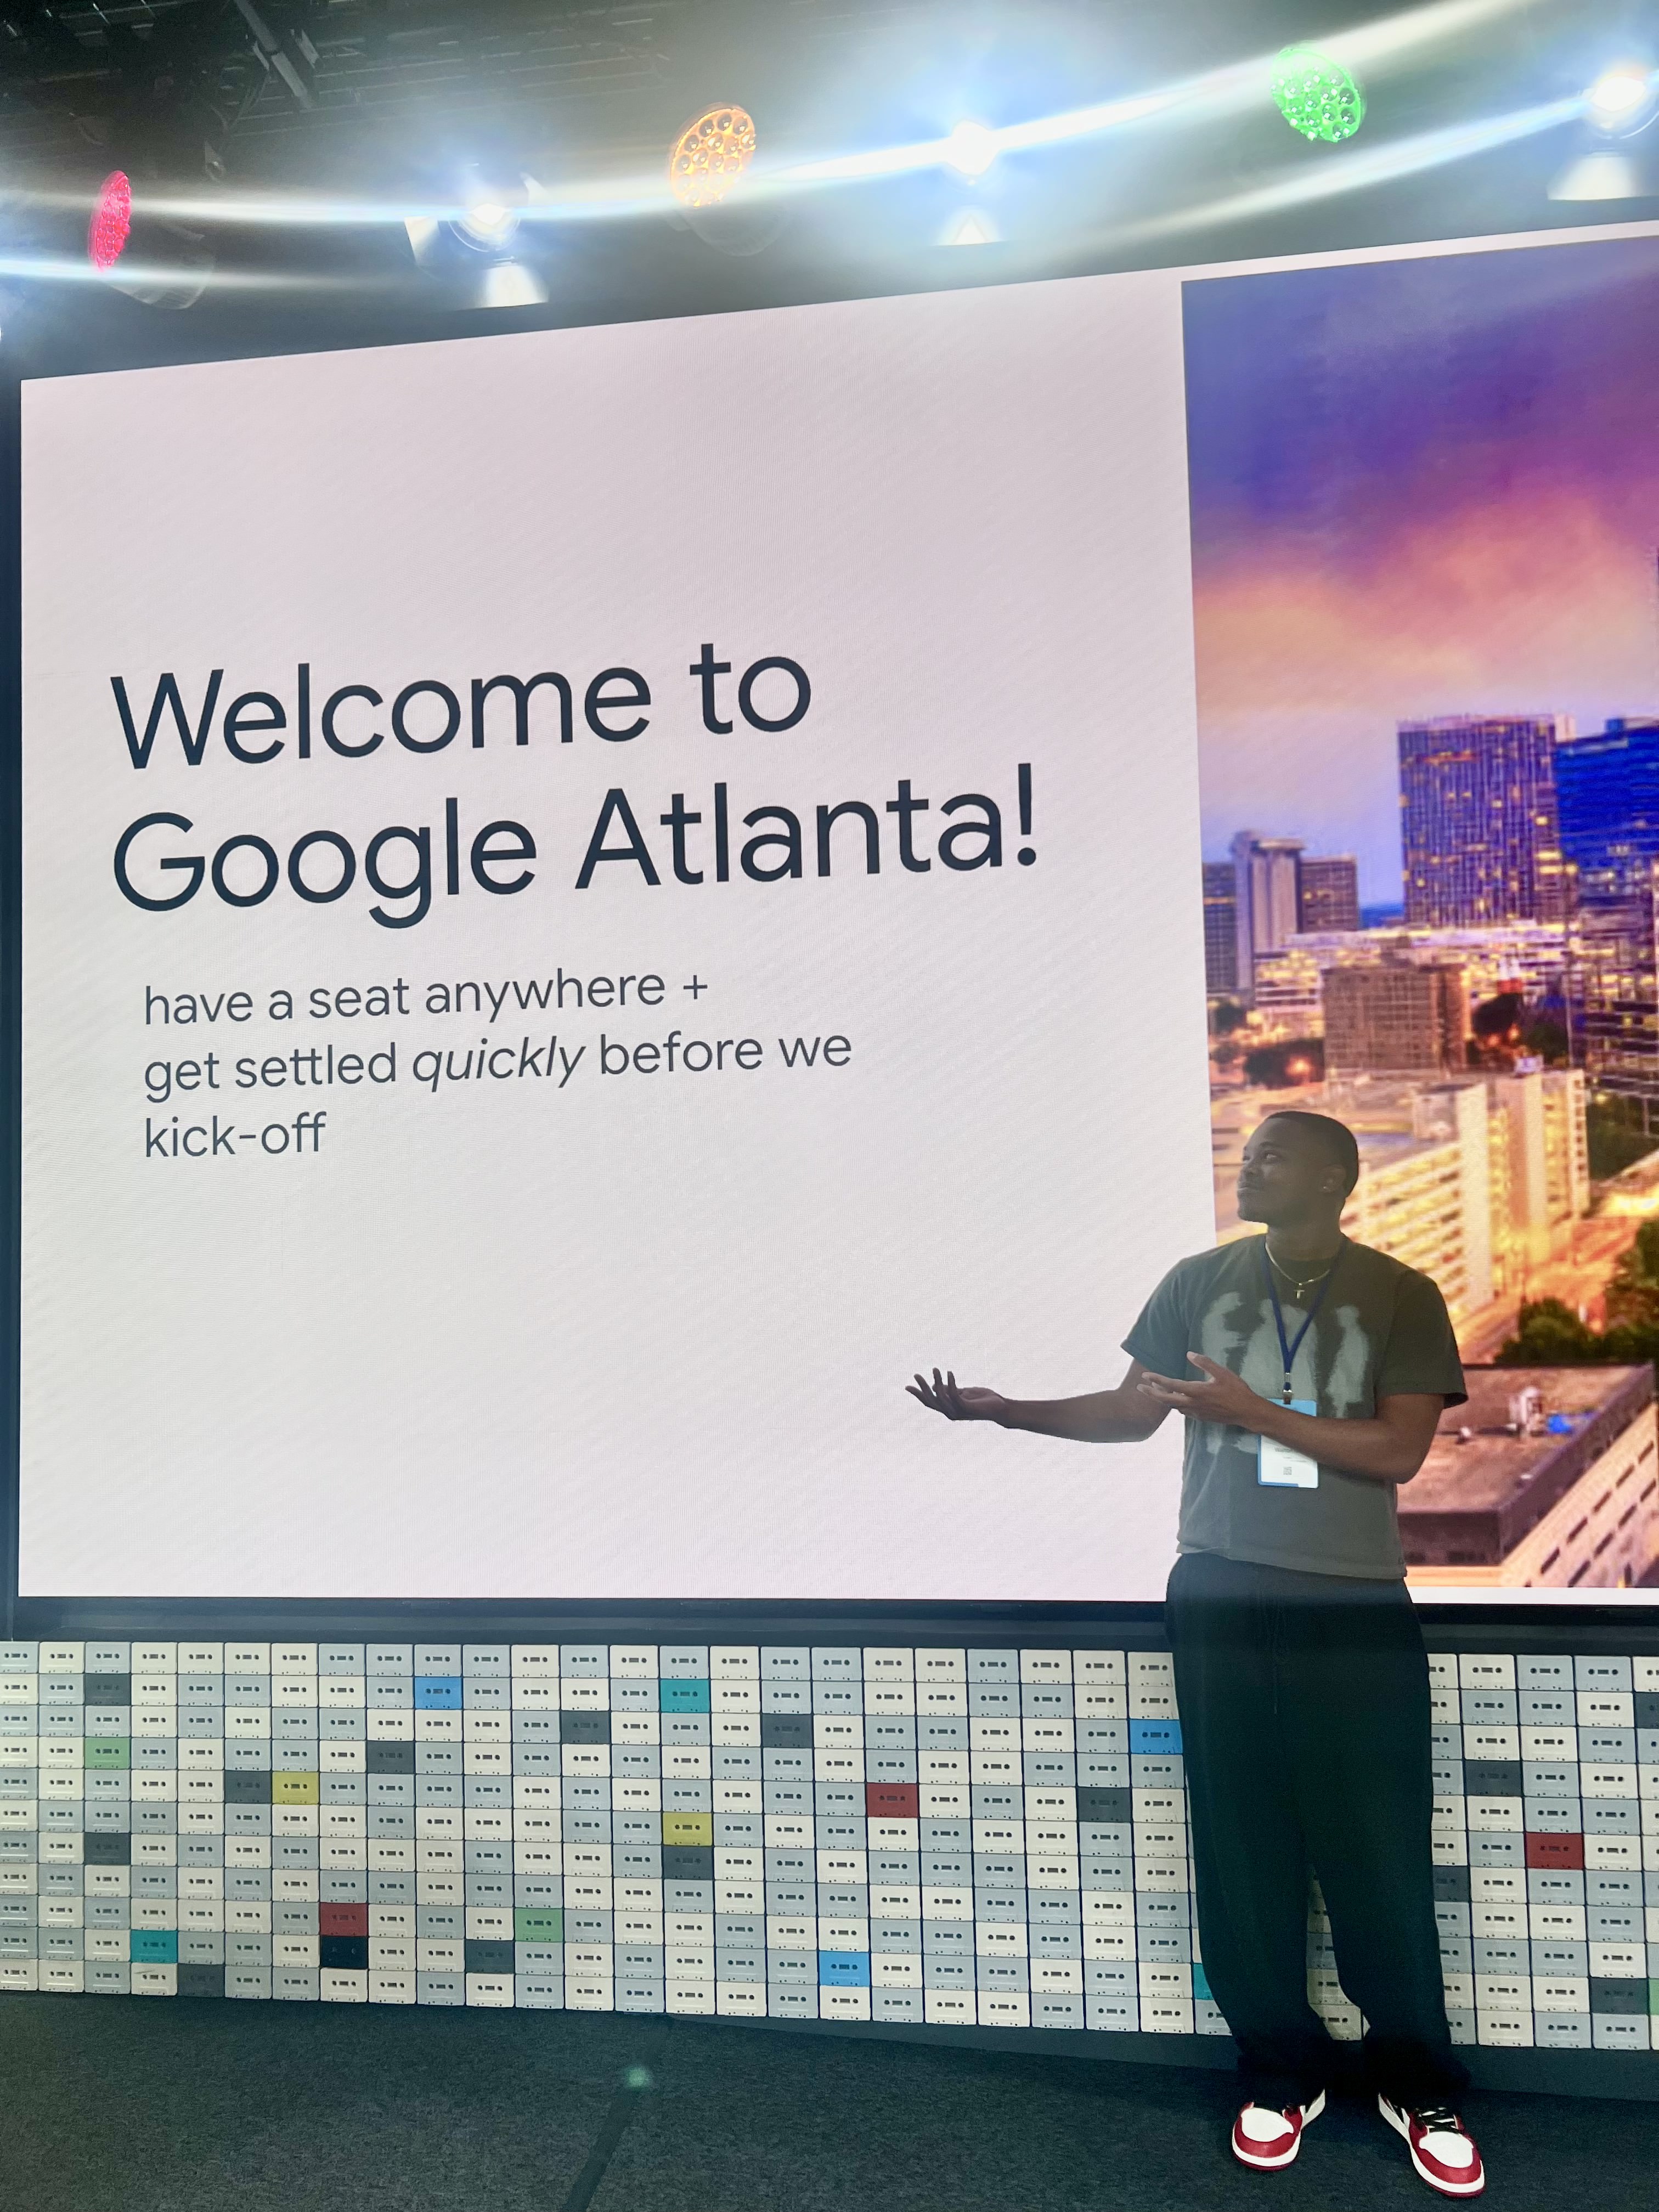 Welcome to
Google Atlanta!
have a seat anywhere +
get settled quickly before we
kick-off